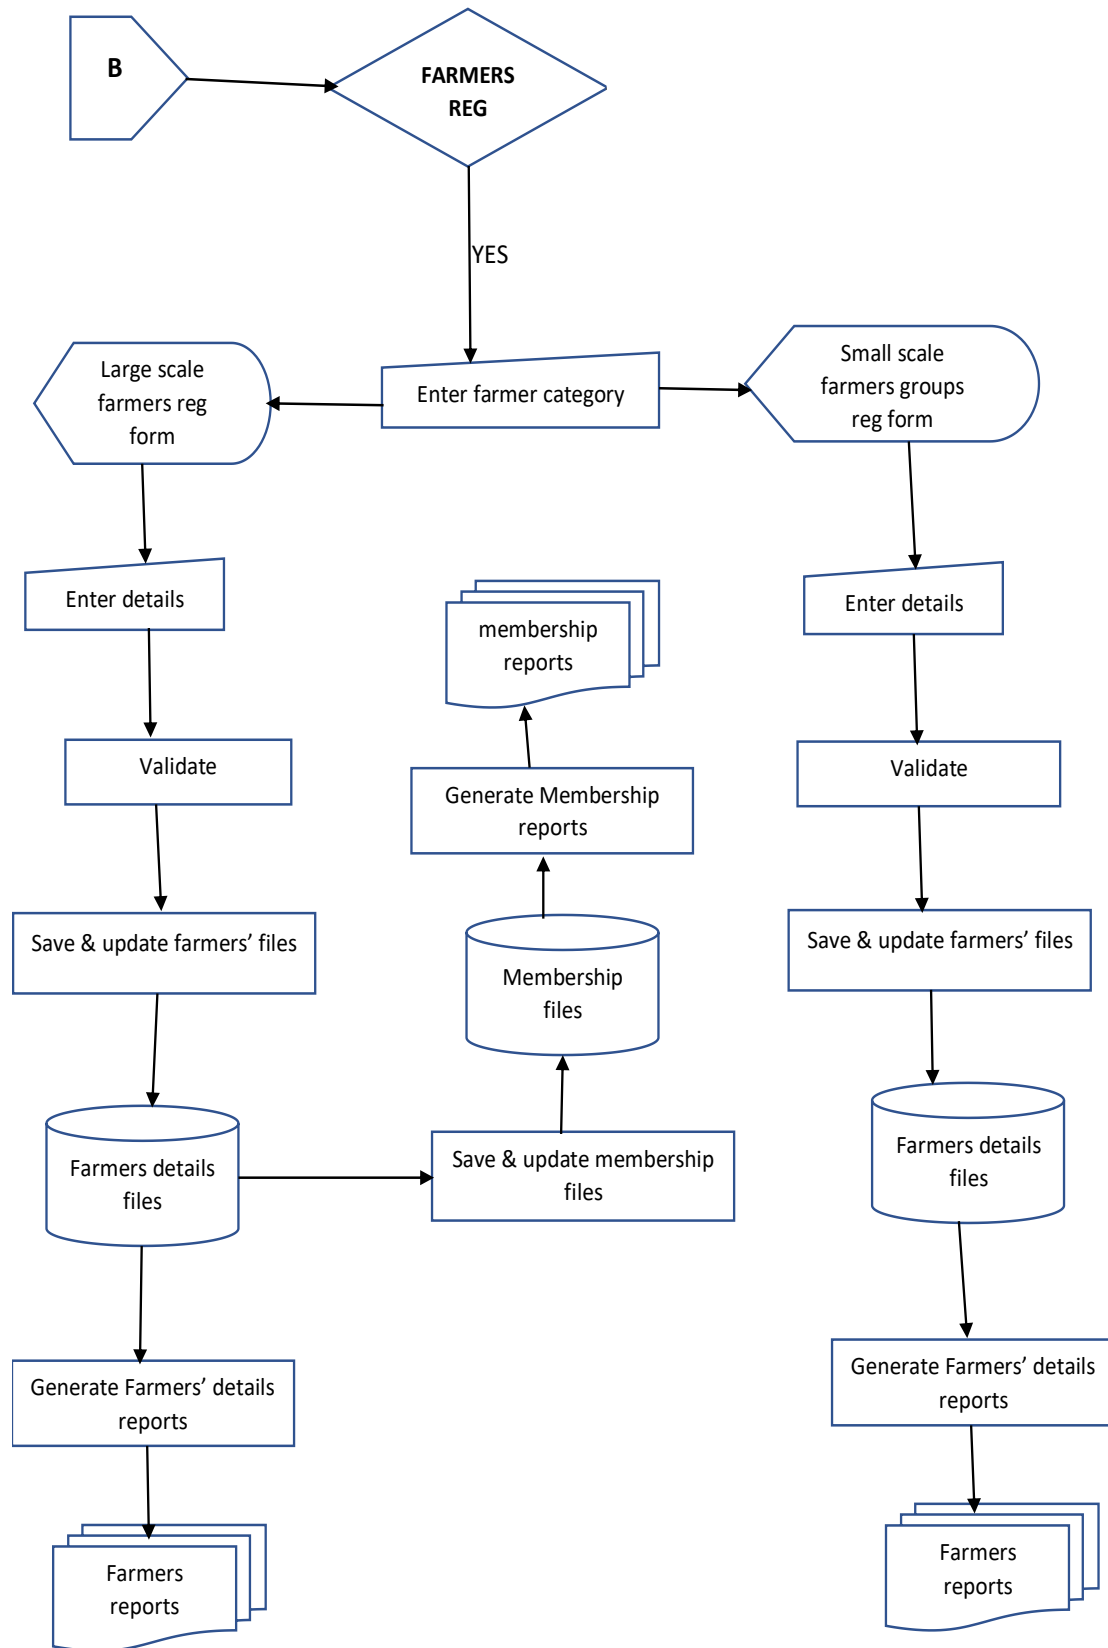 B
FARMERS
REG
YES
Large scale
farmers reg
form
Enter farmer category
Small scale
farmers groups
reg form
Enter details
membership
reports
Enter details
Validate
Generate Membership
reports
Validate
Save & update farmers’ files
Membership
files
Save & update farmers’ files
Farmers details
files
Save & update membership
files
Farmers details
files
Generate Farmers’ details
reports
Generate Farmers’ details
reports
Farmers
reports
Farmers
reports